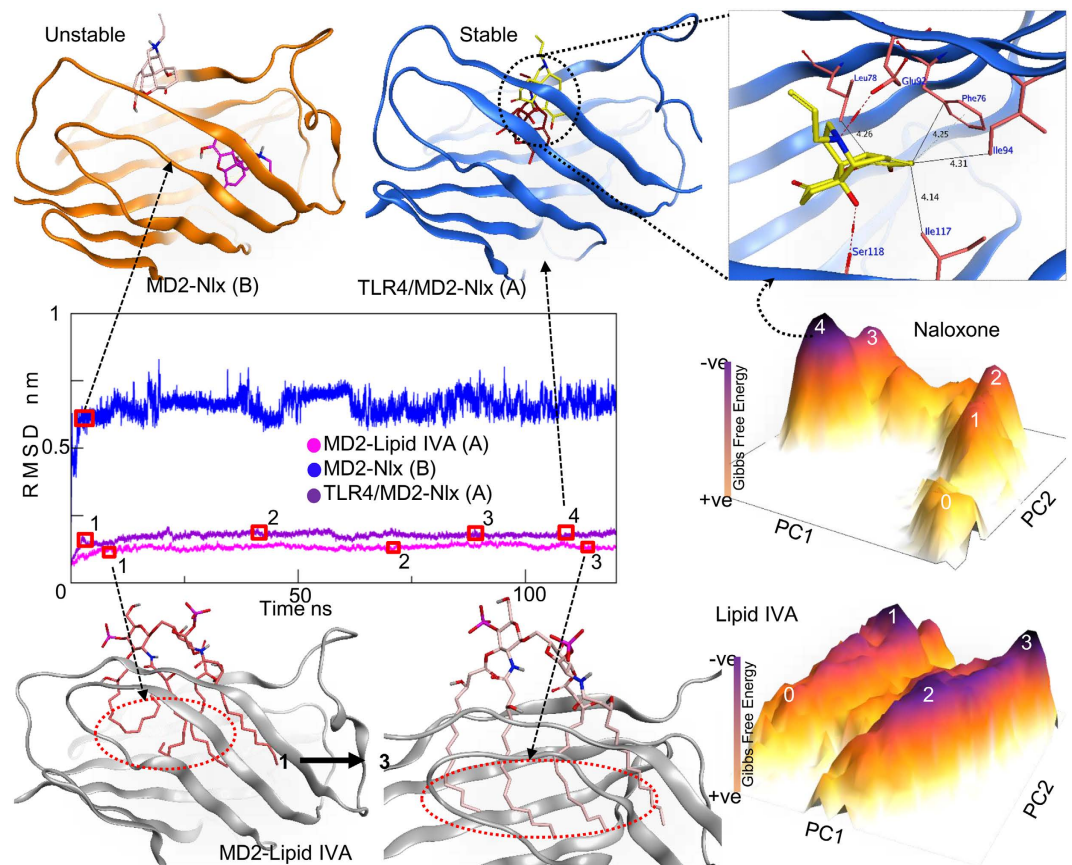 Unstable
Stable
MD2-Nlx (B)
TLR4/MD2-Nlx (A)
Leu78
Phe76
Ile94
4.26
4.25
4.31
4.14
Ile117
Ser118
1
0.5
0
RMSD nm
MD2-Lipid IVA (A)
MD2-Nlx (B)
TLR4/MD2-Nlx (A)
1
2
3
4
1
2
3
50
100
Time ns
Naloxone
-ve
Gibbs Free Energy
+ve
4
3
2
1
0
PC1
PC2
1
3
MD2-Lipid IVA
Lipid IVA
-ve
Gibbs Free Energy
+ve
0
1
2
3
PC1
PC2